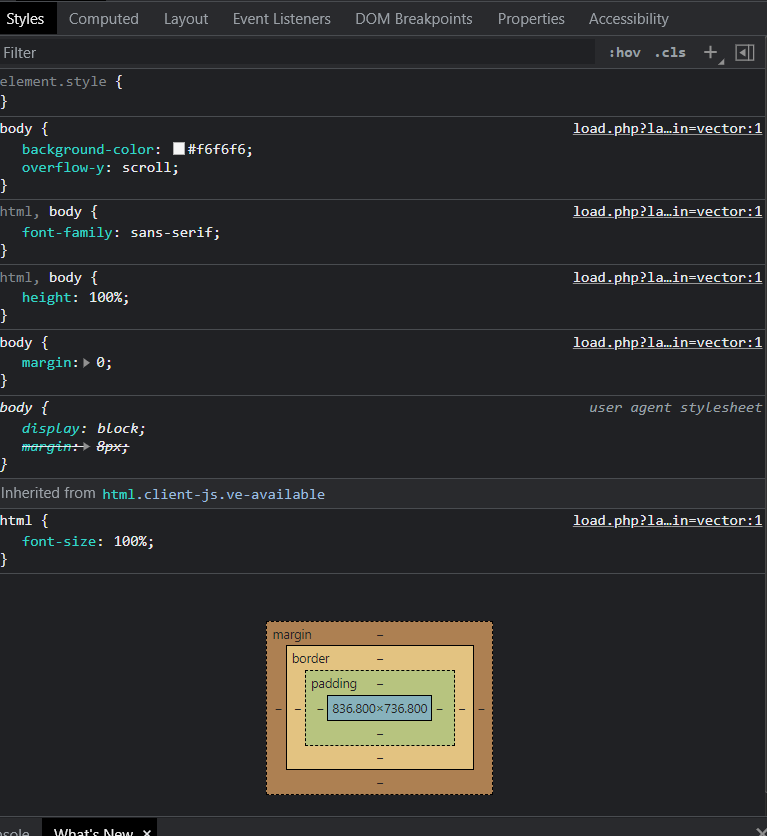 Styles Computed Layout Event Listeners DOM Breakpoints Properties Accessibility
Filter :hov .cls +
element.style {
}
body { load.php?la…in=vector:1
background-color: #f6f6f6;
overflow-y: scroll;
}
html, body { load.php?la…in=vector:1
font-family: sans-serif;
}
html, body { load.php?la…in=vector:1
height: 100%;
}
body { load.php?la…in=vector:1
margin: 0;
}
body { user agent stylesheet
display: block;
margin: 8px;
}
Inherited from html.client-js.ve-available
html { load.php?la…in=vector:1
font-size: 100%;
}
margin –
border –
padding –
– – – 836.800×736.800 – – –
–
–
–
nsole What's New ×